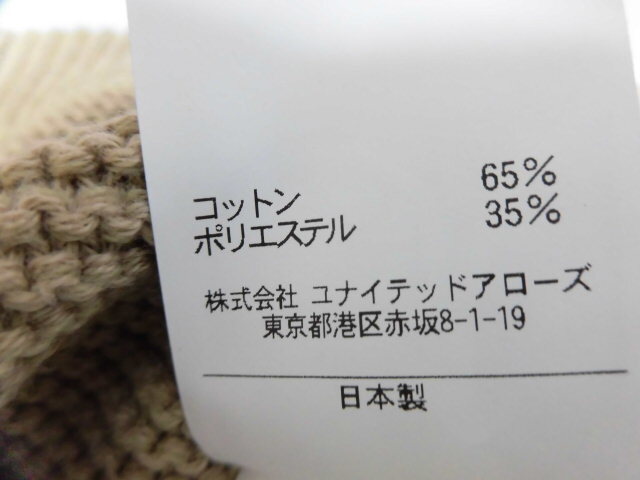 コットン 65%
ポリエステル 35%
株式会社 ユナイテッドアローズ
東京都港区赤坂8-1-19
日本製